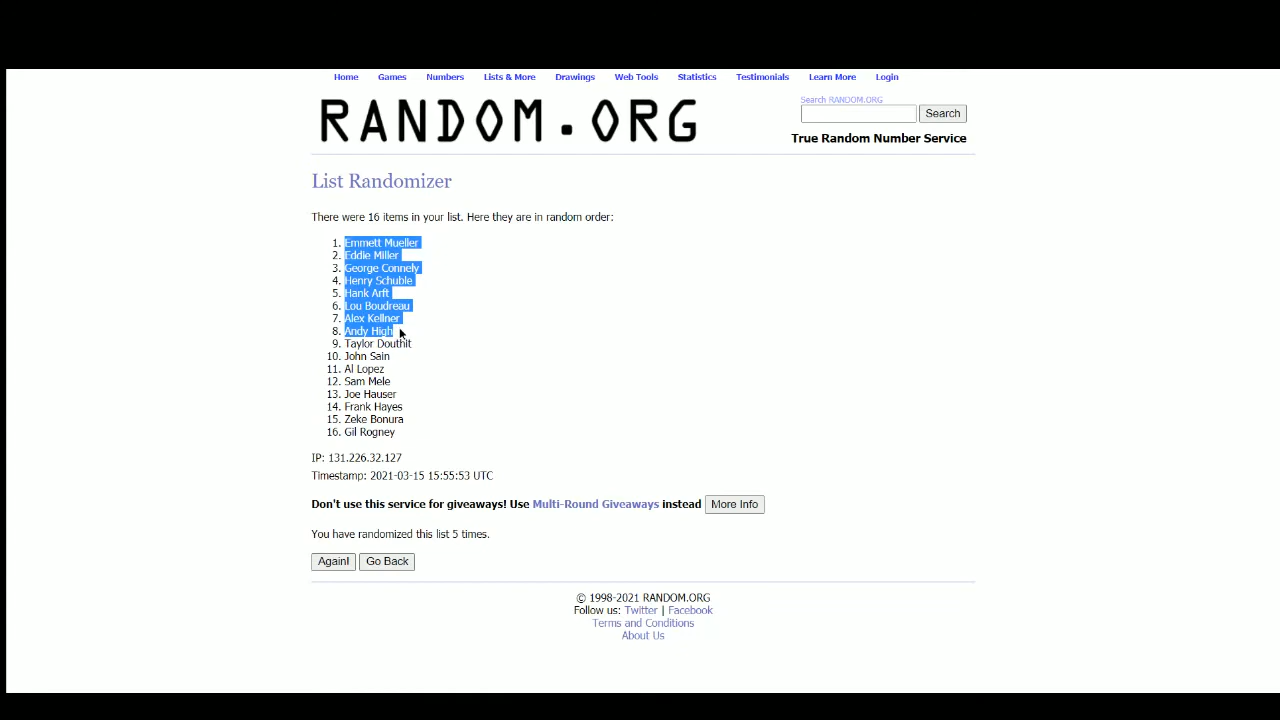 Home Games Numbers Lists & More Drawings Web Tools Statistics Testimonials Learn More Login
RANDOM.ORG
Search RANDOM.ORG
Search
True Random Number Service
List Randomizer
There were 16 items in your list. Here they are in random order:
1. Emmett Mueller
2. Eddie Miller
3. George Connely
4. Henry Schuble
5. Hank Arft
6. Lou Boudreau
7. Alex Kellner
8. Andy High
9. Taylor Douthit
10. John Sain
11. Al Lopez
12. Sam Mele
13. Joe Hauser
14. Frank Hayes
15. Zeke Bonura
16. Gil Rogney
IP: 131.226.32.127
Timestamp: 2021-03-15 15:55:53 UTC
Don't use this service for giveaways! Use Multi-Round Giveaways instead More Info
You have randomized this list 5 times.
Again! Go Back
© 1998-2021 RANDOM.ORG
Follow us: Twitter | Facebook
Terms and Conditions
About Us